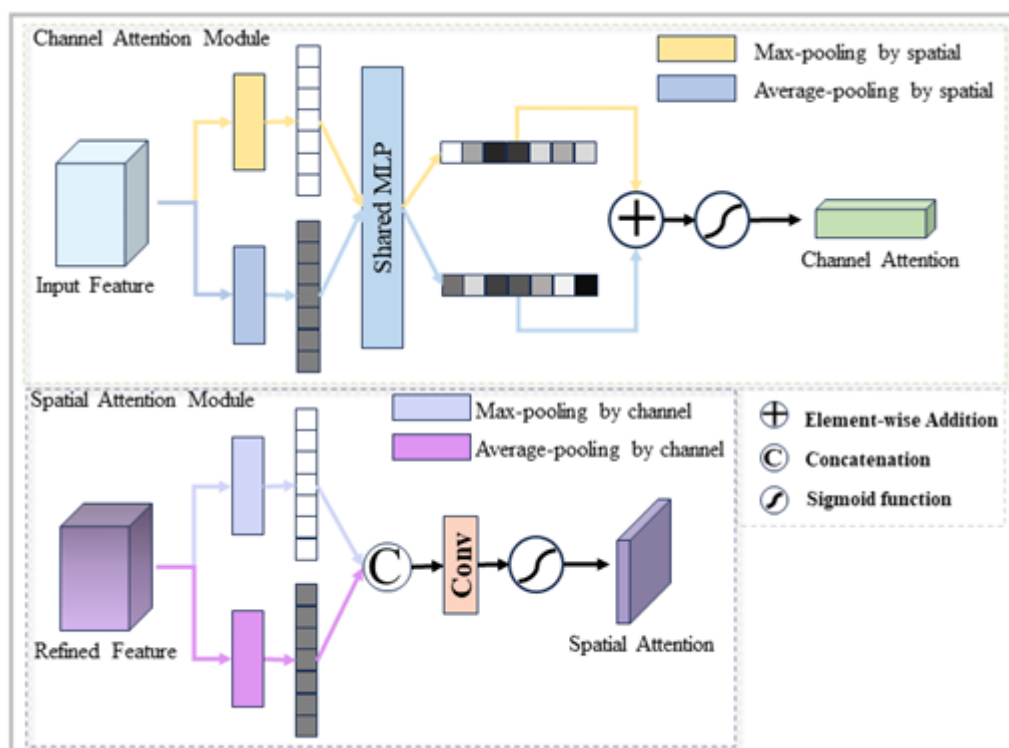 Channel Attention Module
Max-pooling by spatial
Average-pooling by spatial
Input Feature
Shared MLP
Channel Attention
Spatial Attention Module
Max-pooling by channel
Average-pooling by channel
Refined Feature
C
Conv
Spatial Attention
Element-wise Addition
C
Concatenation
Sigmoid function